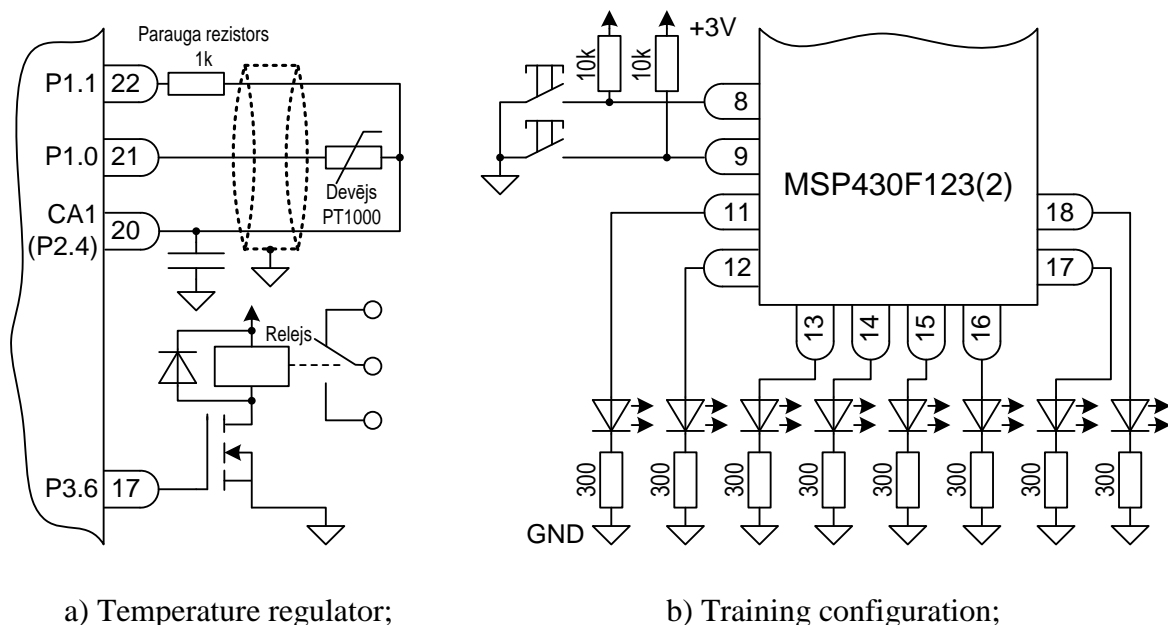 Parauga rezistors
1k
P1.1
22
P1.0
21
Devējs
PT1000
CA1
(P2.4)
20
Relejs
P3.6
17
a) Temperature regulator;
+3V
10k
10k
8
9
MSP430F123(2)
11
12
18
17
13
14
15
16
300
300
300
300
300
300
300
300
GND
b) Training configuration;